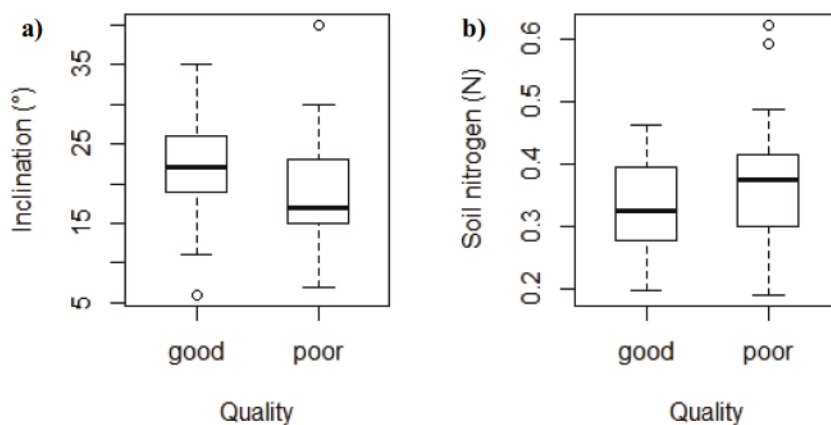 a)
Inclination (°)
35
25
15
5
good poor
Quality
b)
Soil nitrogen (N)
0.6
0.5
0.4
0.3
0.2
good poor
Quality